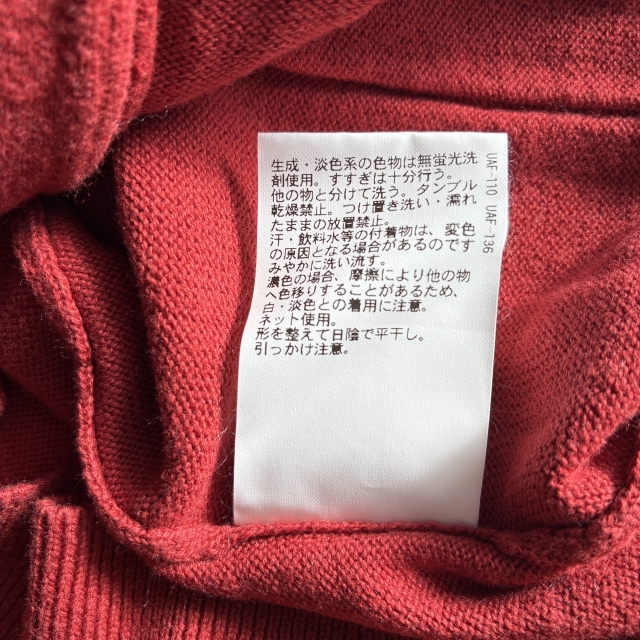 生成・淡色系の色物は無蛍光洗
剤使用。すすぎは十分行う。
他の物と分けて洗う。タンブル
乾燥禁止。つけ置き洗い・濡れ
たままの放置禁止。
汗・飲料水等の付着物は、変色
の原因となる場合があるのです
みやかに洗い流す。
濃色の場合、摩擦により他の物
へ色移りすることがあるため、
白・淡色との着用に注意。
ネット使用。
形を整えて日陰で平干し。
引っかけ注意。
UAF-110 UAF-136